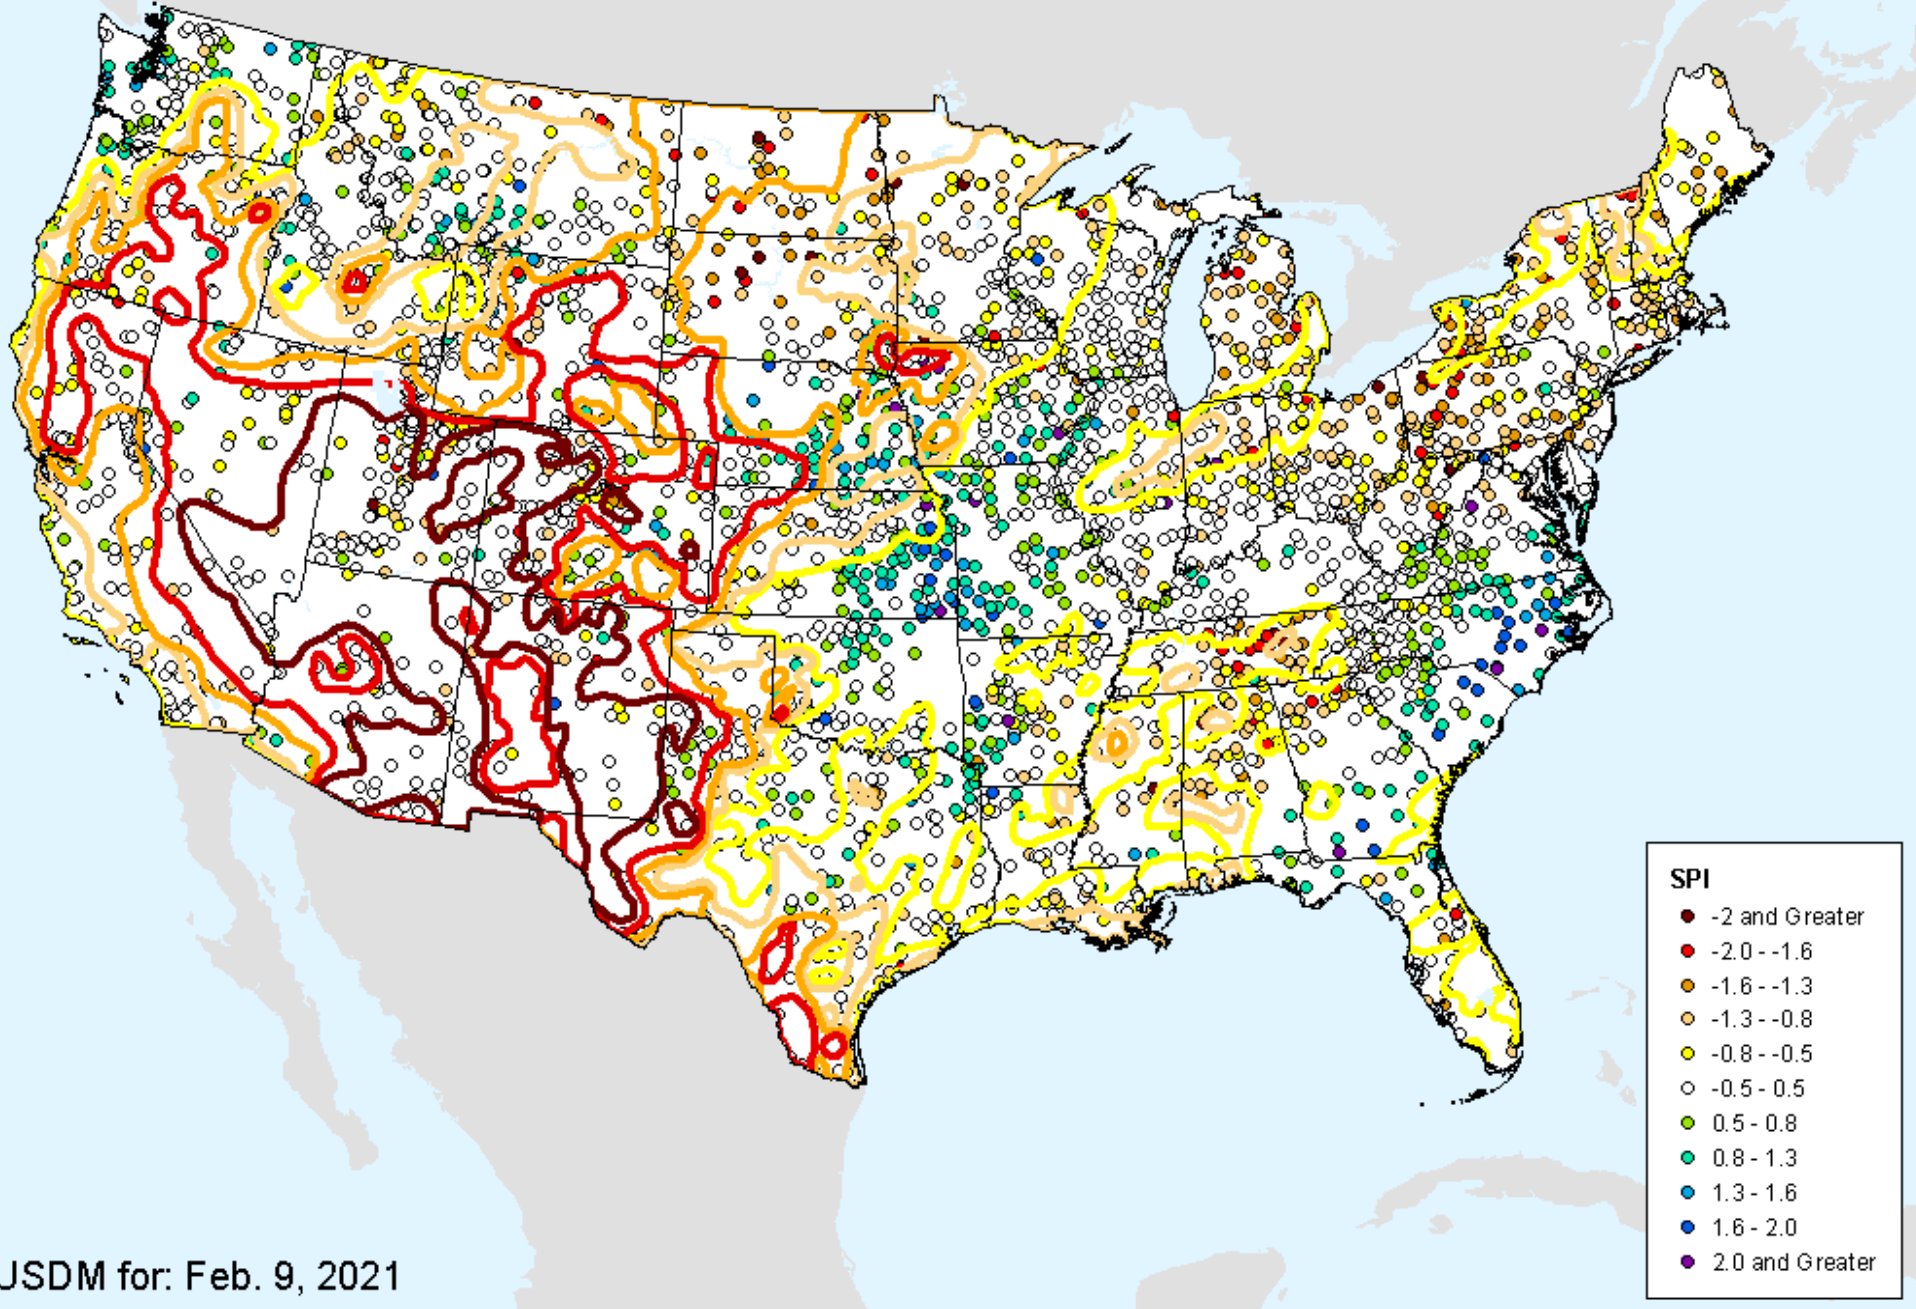 SPI
-2 and Greater
-2.0 - -1.6
-1.6 - -1.3
-1.3 - -0.8
-0.8 - -0.5
-0.5 - 0.5
0.5 - 0.8
0.8 - 1.3
1.3 - 1.6
1.6 - 2.0
2.0 and Greater
USDM for: Feb. 9, 2021